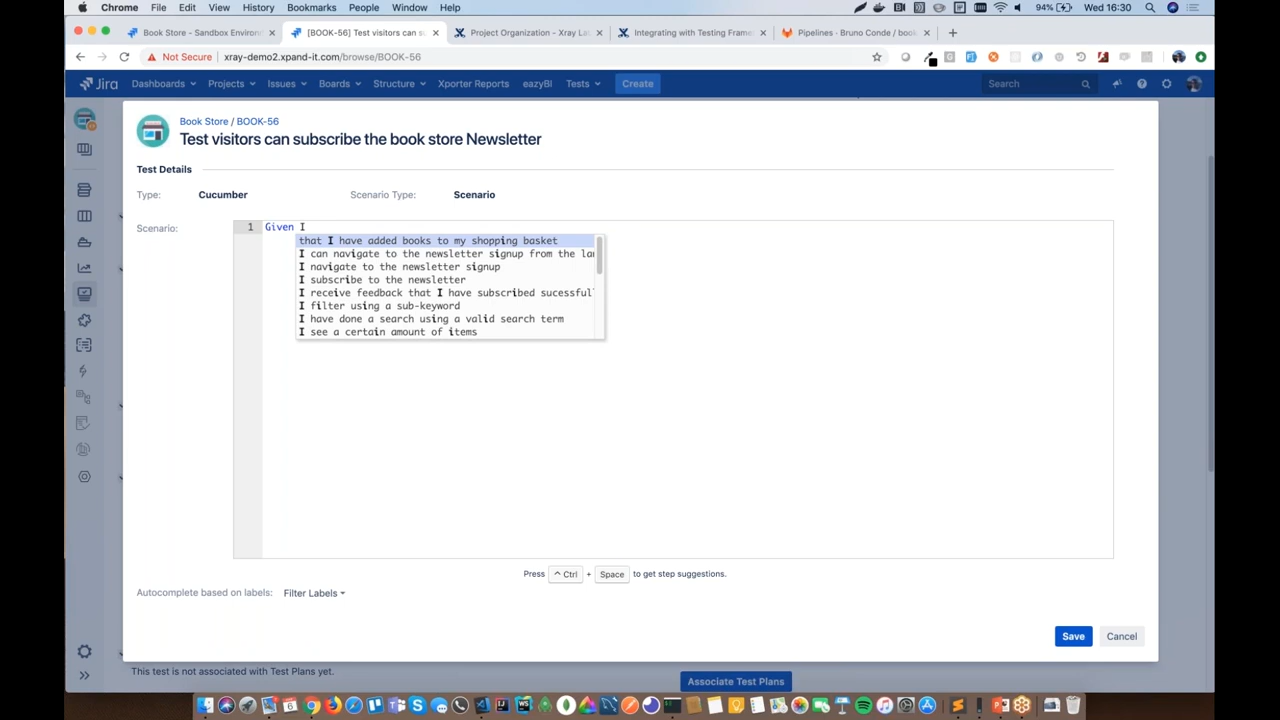 Chrome File Edit View History Bookmarks People Window Help 94% Wed 16:30
Book Store - Sandbox Environ × [BOOK-56] Test visitors can su × Project Organization - Xray La × Integrating with Testing Frame × Pipelines · Bruno Conde / book ×
Not Secure xray-demo2.xpand-it.com/browse/BOOK-56
Jira Dashboards Projects Issues Boards Structure Xporter Reports eazyBI Tests Create Search
Book Store / BOOK-56
Test visitors can subscribe the book store Newsletter
Test Details
Type: Cucumber Scenario Type: Scenario
Scenario: 1 Given I
that I have added books to my shopping basket
I can navigate to the newsletter signup from the lan
I navigate to the newsletter signup
I subscribe to the newsletter
I receive feedback that I have subscribed sucessful
I filter using a sub-keyword
I have done a search using a valid search term
I see a certain amount of items
Press ^ Ctrl + Space to get step suggestions.
Autocomplete based on labels: Filter Labels
Save Cancel
This test is not associated with Test Plans yet.
Associate Test Plans